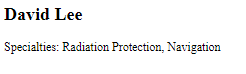 David Lee
Specialties: Radiation Protection, Navigation